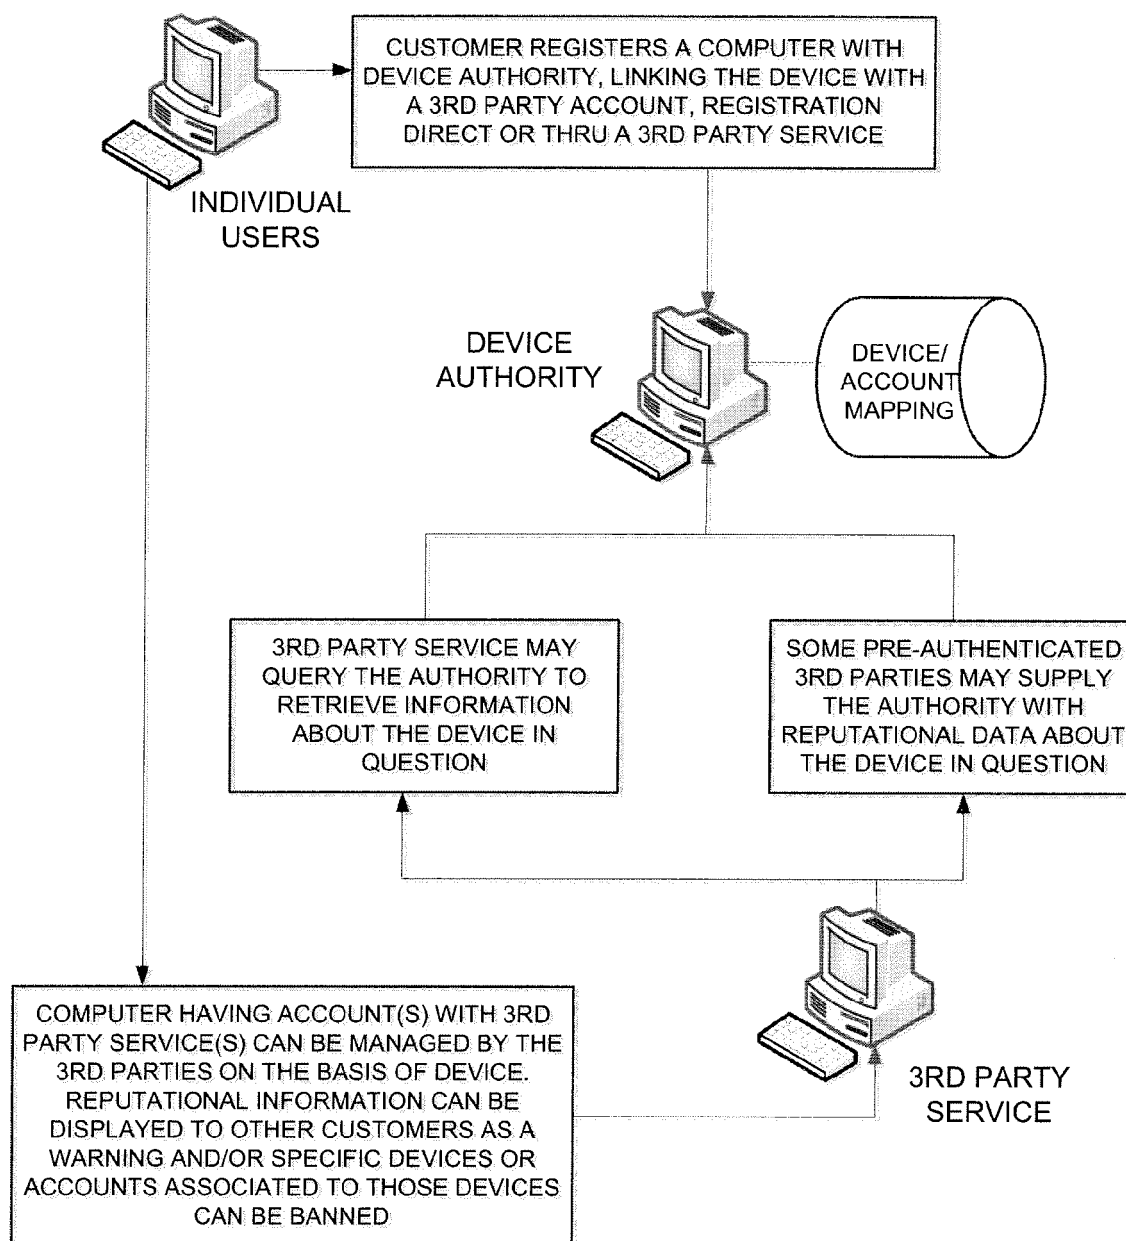 CUSTOMER REGISTERS A COMPUTER WITH
DEVICE AUTHORITY, LINKING THE DEVICE WITH
A 3RD PARTY ACCOUNT, REGISTRATION
DIRECT OR THRU A 3RD PARTY SERVICE
INDIVIDUAL
USERS
DEVICE
AUTHORITY
DEVICE/
ACCOUNT
MAPPING
3RD PARTY SERVICE MAY
QUERY THE AUTHORITY TO
RETRIEVE INFORMATION
ABOUT THE DEVICE IN
QUESTION
SOME PRE-AUTHENTICATED
3RD PARTIES MAY SUPPLY
THE AUTHORITY WITH
REPUTATIONAL DATA ABOUT
THE DEVICE IN QUESTION
COMPUTER HAVING ACCOUNT(S) WITH 3RD
PARTY SERVICE(S) CAN BE MANAGED BY THE
3RD PARTIES ON THE BASIS OF DEVICE.
REPUTATIONAL INFORMATION CAN BE
DISPLAYED TO OTHER CUSTOMERS AS A
WARNING AND/OR SPECIFIC DEVICES OR
ACCOUNTS ASSOCIATED TO THOSE DEVICES
CAN BE BANNED
3RD PARTY
SERVICE